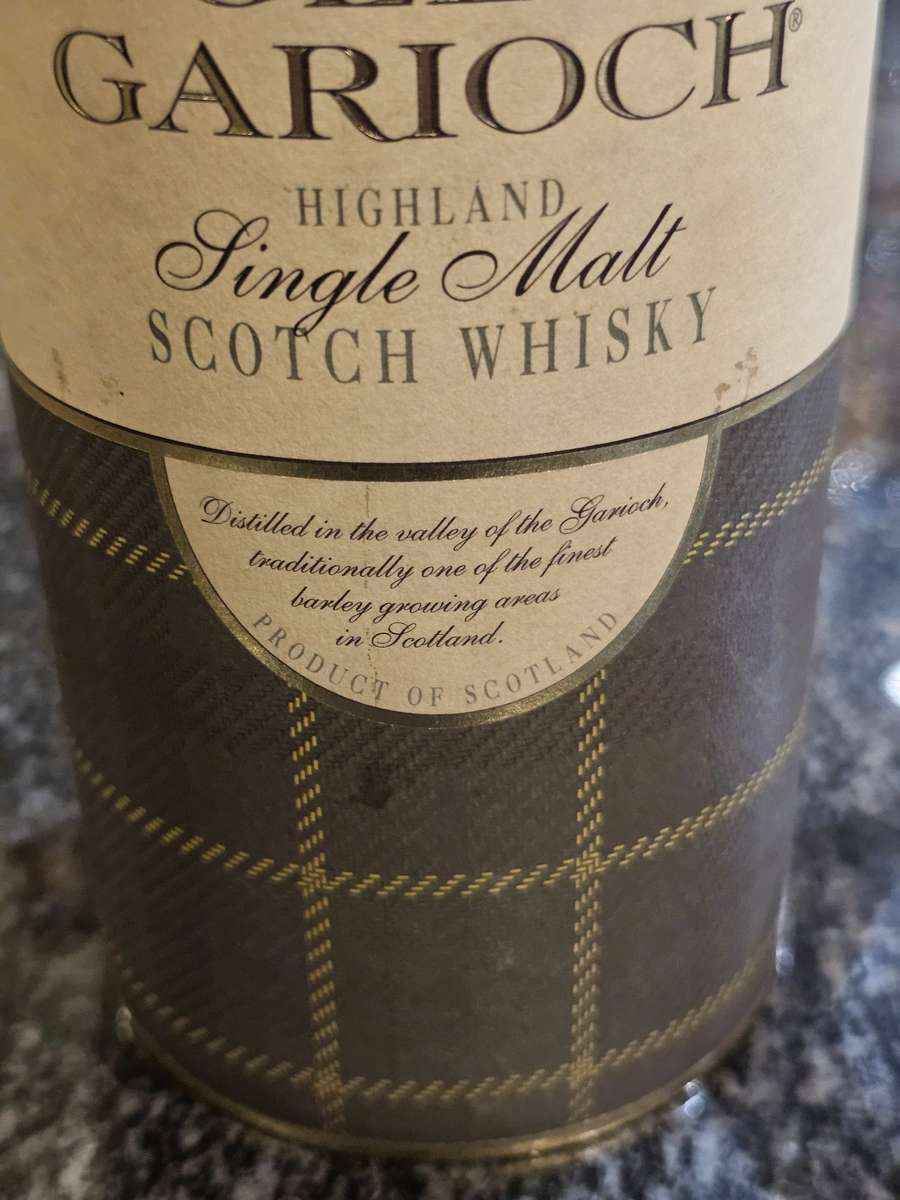 GARIOCH®
HIGHLAND
Single Malt
SCOTCH WHISKY
Distilled in the valley of the Garioch,
traditionally one of the finest
barley growing areas
in Scotland.
PRODUCT OF SCOTLAND